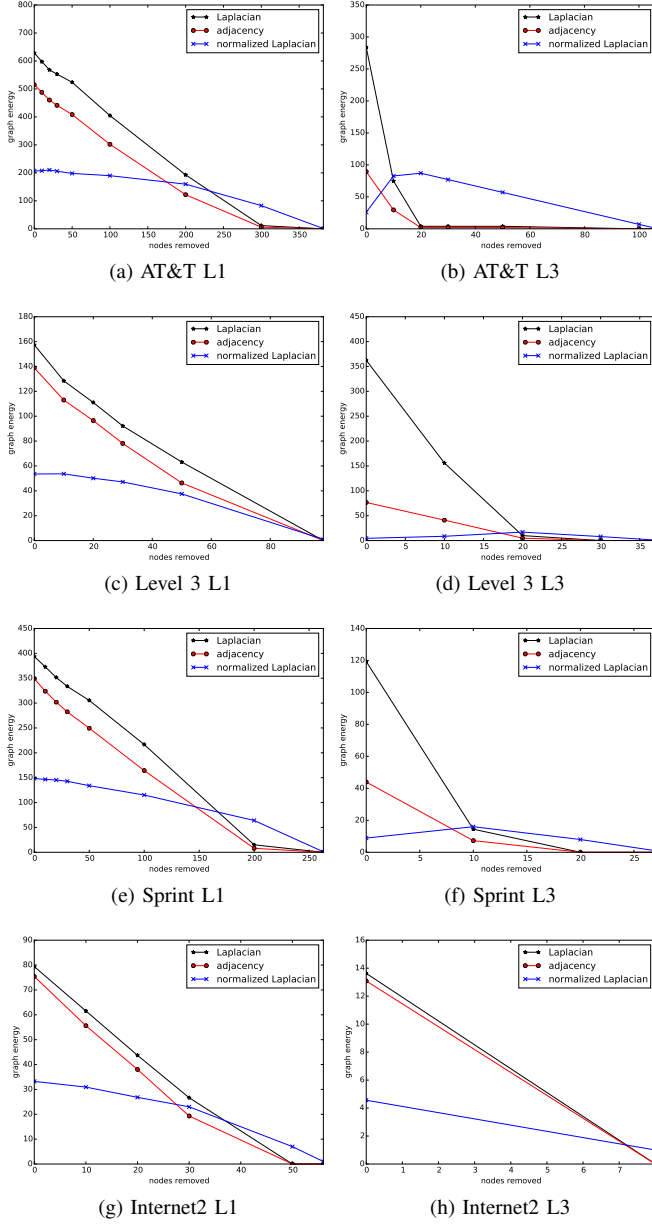 800
700
600
500
400
300
200
100
0
graph energy
0 50 100 150 200 250 300 350
nodes removed
Laplacian
adjacency
normalized Laplacian
(a) AT&T L1
350
300
250
200
150
100
50
0
graph energy
0 20 40 60 80 100
nodes removed
Laplacian
adjacency
normalized Laplacian
(b) AT&T L3
180
160
140
120
100
80
60
40
20
0
graph energy
0 20 40 60 80
nodes removed
Laplacian
adjacency
normalized Laplacian
(c) Level 3 L1
450
400
350
300
250
200
150
100
50
0
graph energy
0 5 10 15 20 25 30 35
nodes removed
Laplacian
adjacency
normalized Laplacian
(d) Level 3 L3
450
400
350
300
250
200
150
100
50
0
graph energy
0 50 100 150 200 250
nodes removed
Laplacian
adjacency
normalized Laplacian
(e) Sprint L1
140
120
100
80
60
40
20
0
graph energy
0 5 10 15 20 25
nodes removed
Laplacian
adjacency
normalized Laplacian
(f) Sprint L3
90
80
70
60
50
40
30
20
10
0
graph energy
0 10 20 30 40 50
nodes removed
Laplacian
adjacency
normalized Laplacian
(g) Internet2 L1
16
14
12
10
8
6
4
2
0
graph energy
0 1 2 3 4 5 6 7
nodes removed
Laplacian
adjacency
normalized Laplacian
(h) Internet2 L3